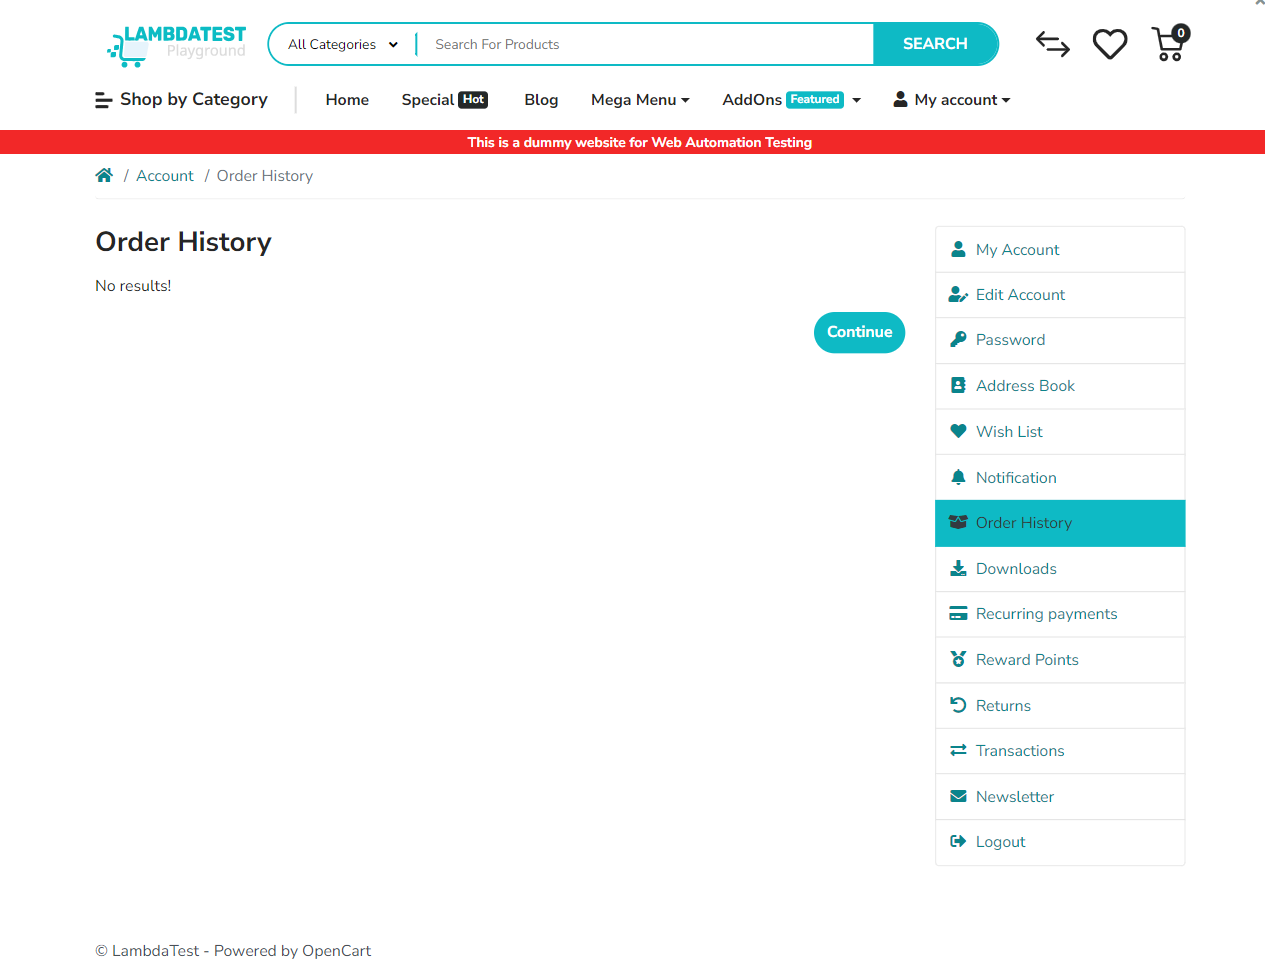 LAMBDATEST
Playground
All Categories
Search For Products
SEARCH
0
Shop by Category
Home
Special Hot
Blog
Mega Menu
AddOns Featured
My account
This is a dummy website for Web Automation Testing
/ Account / Order History
Order History
No results!
Continue
My Account
Edit Account
Password
Address Book
Wish List
Notification
Order History
Downloads
Recurring payments
Reward Points
Returns
Transactions
Newsletter
Logout
© LambdaTest - Powered by OpenCart